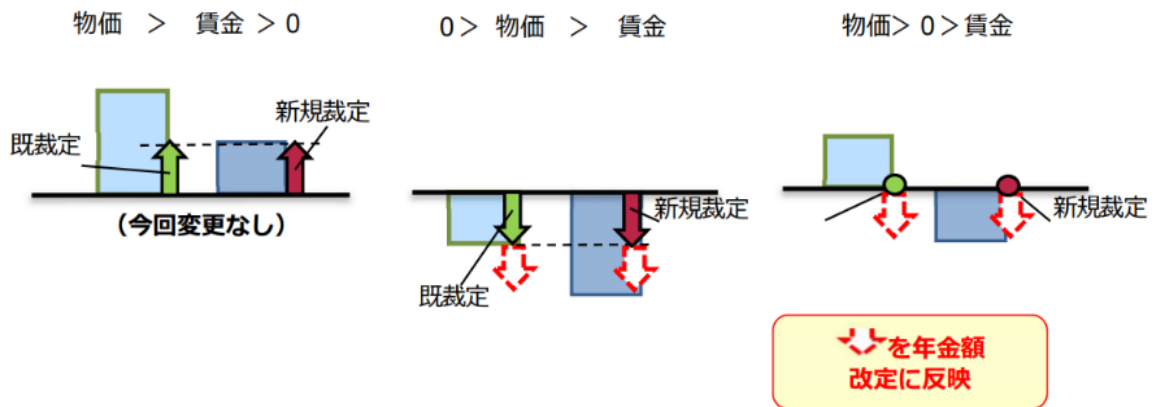 物価 > 賃金 > 0
既裁定
新規裁定
(今回変更なし)
0 > 物価 > 賃金
新規裁定
既裁定
物価> 0 > 賃金
新規裁定
を年金額
改定に反映